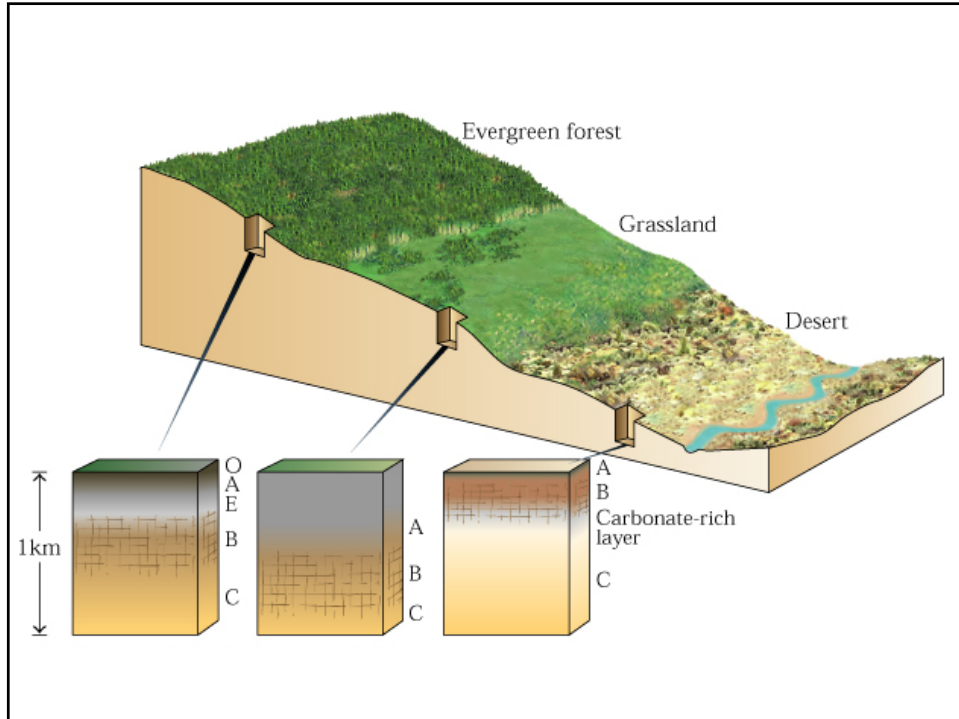 Evergreen forest
Grassland
Desert
1km
O
A
E
B
C
A
B
C
A
B
Carbonate-rich
layer
C